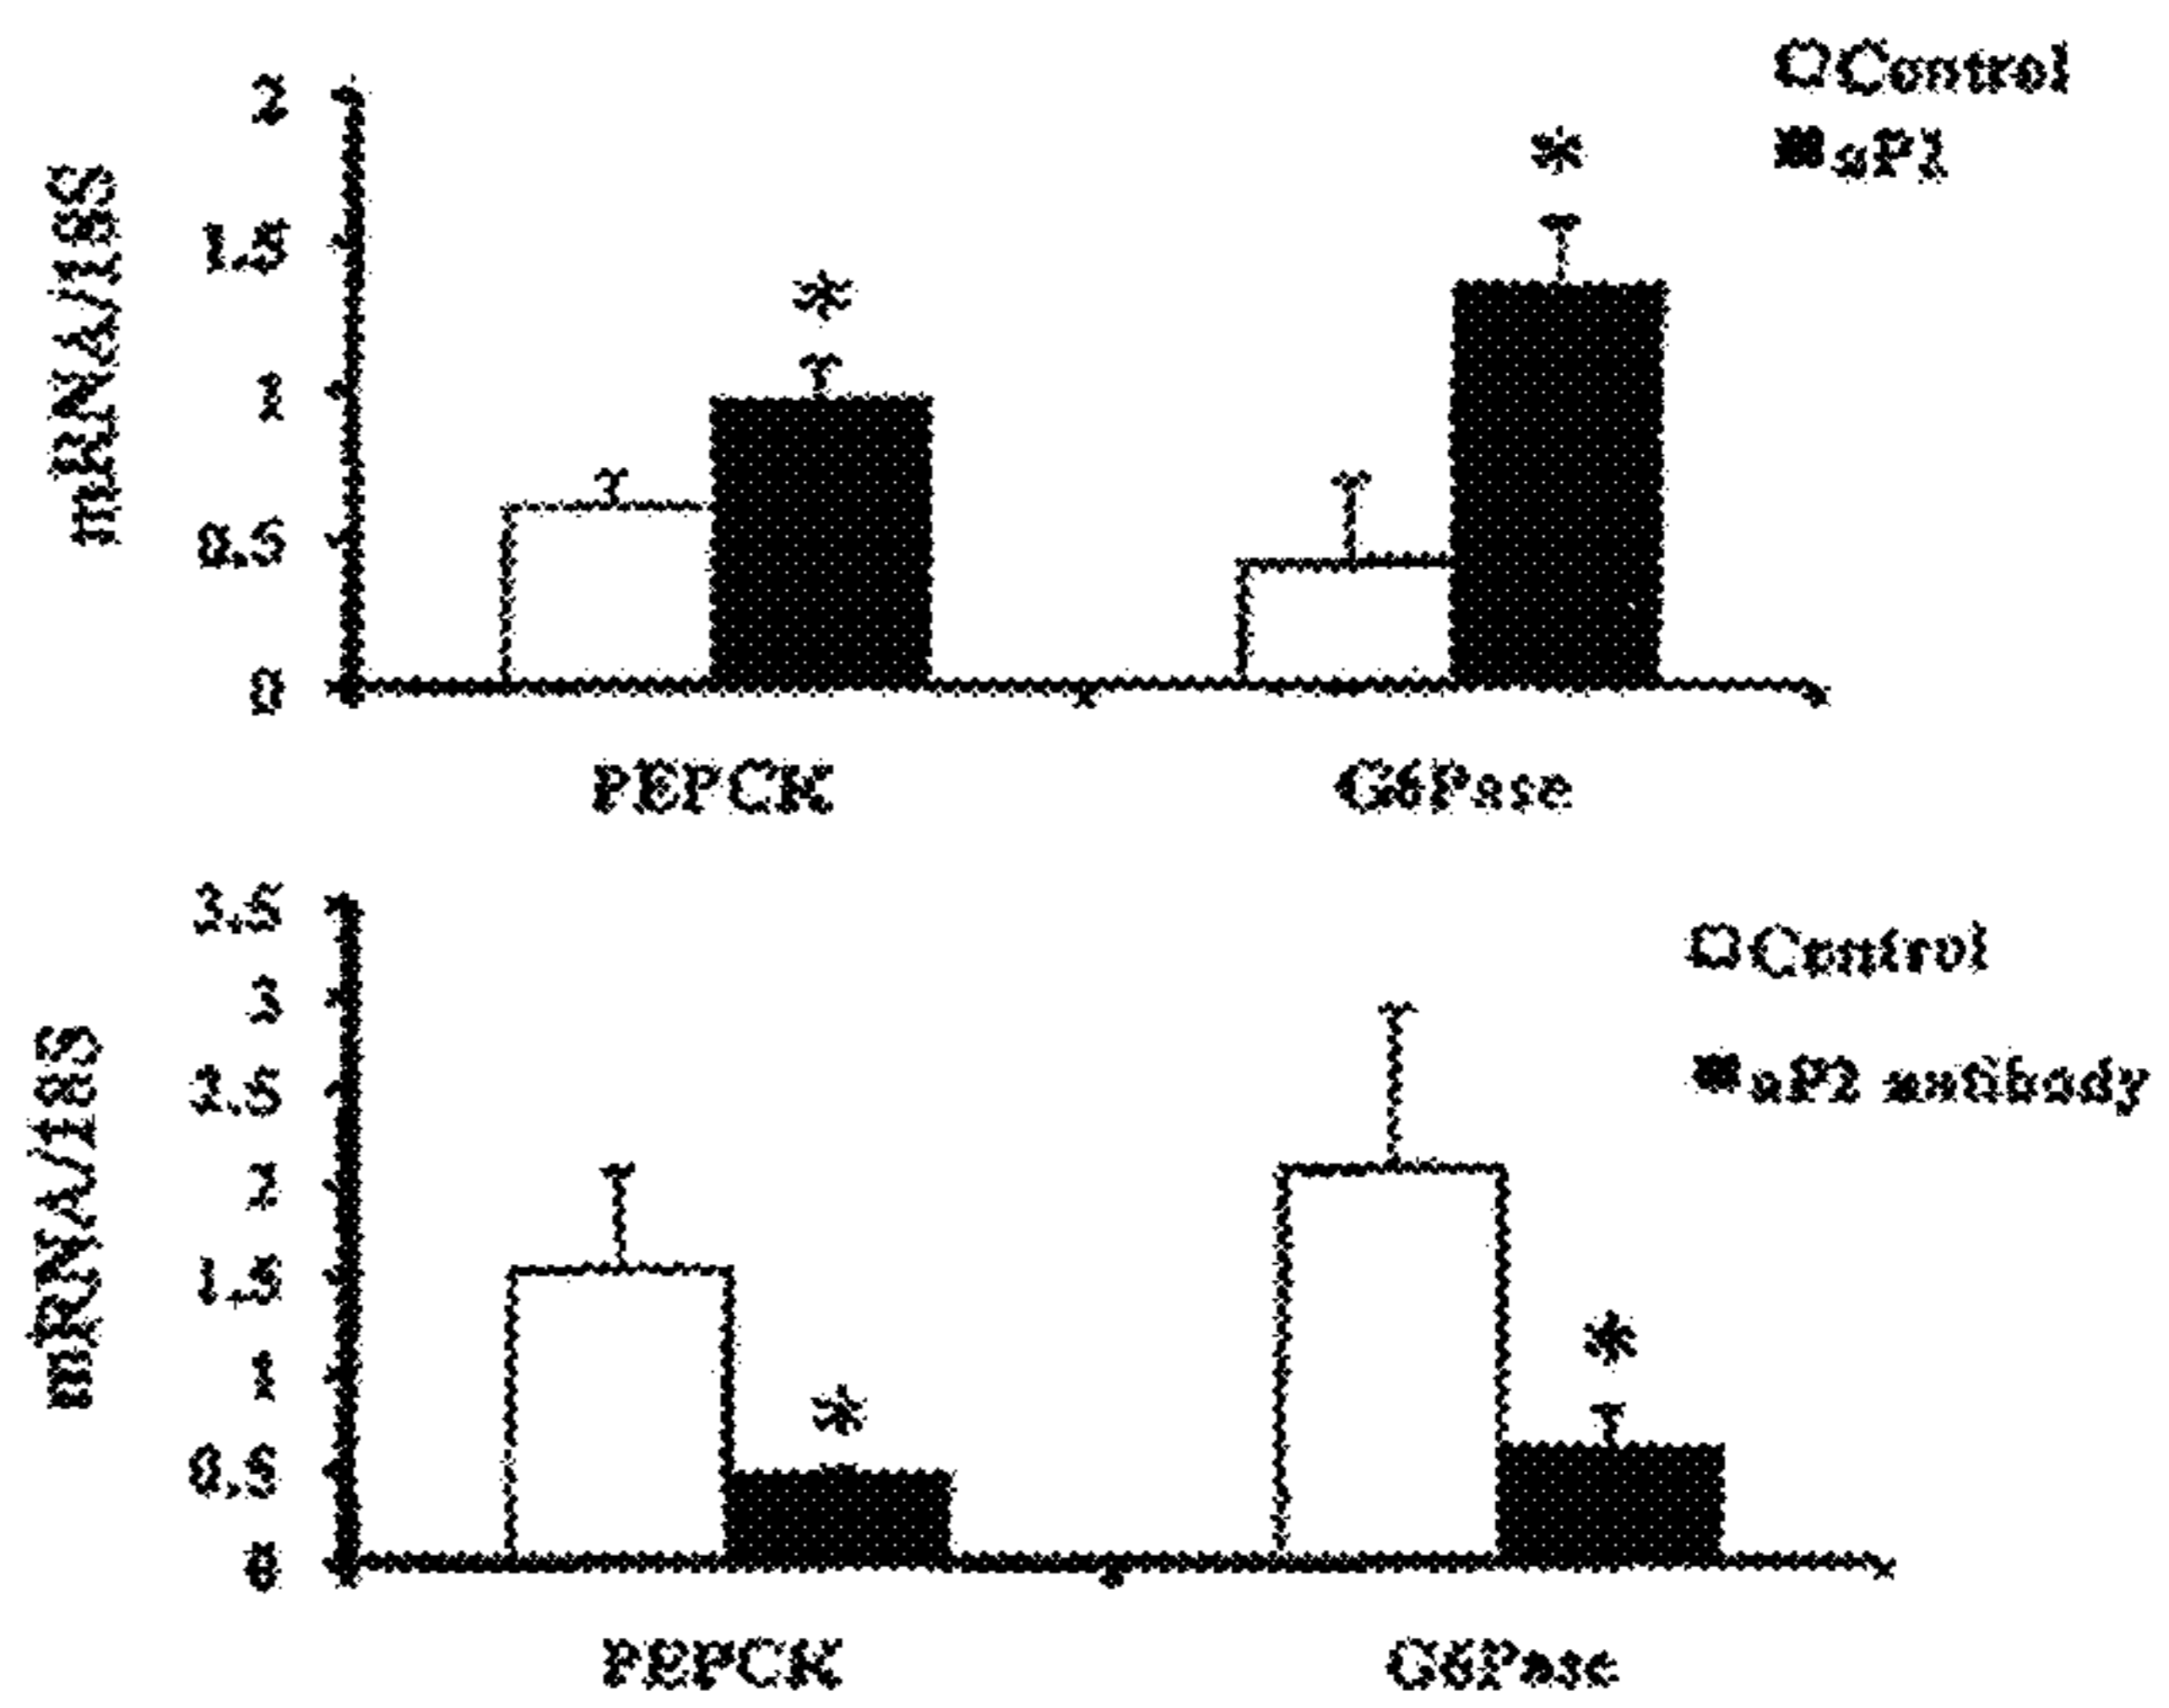 Control
aP2
mRNA/18S
2
1.5
1
0.5
0
PEPCK
G6Pase
Control
aP2 antibody
mRNA/18S
3.5
3
2.5
2
1.5
1
0.5
0
PEPCK
G6Pase